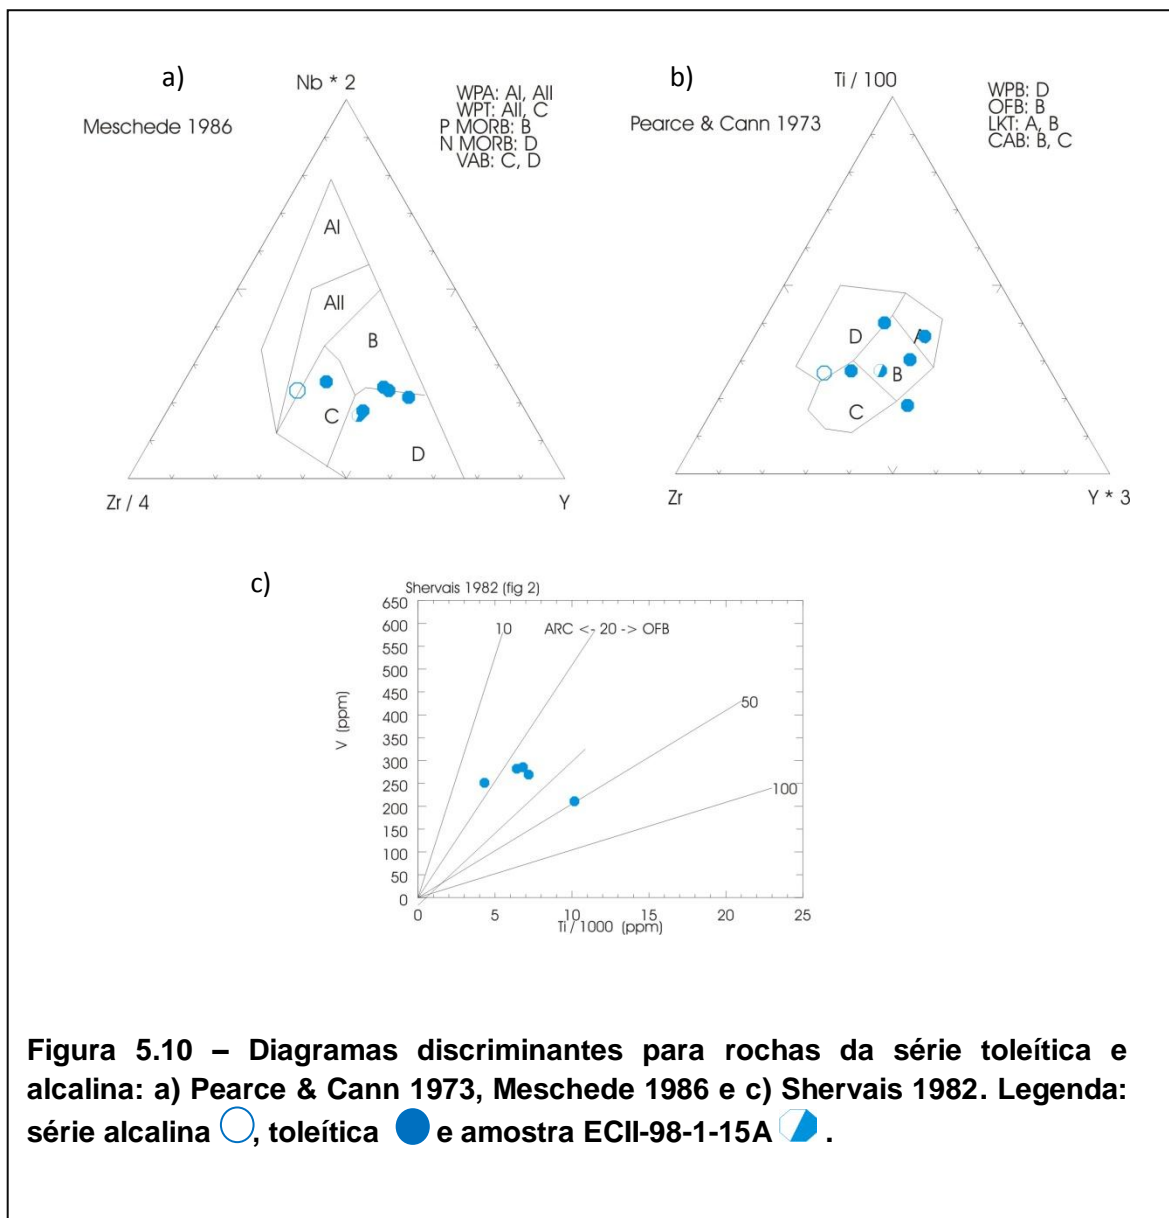 a)
Nb * 2
Meschede 1986
WPA: AI, AII
WPT: AII, C
P MORB: B
N MORB: D
VAB: C, D
AI
AII
B
C
D
Zr / 4
Y
b)
Ti / 100
Pearce & Cann 1973
WPB: D
OFB: B
LKT: A, B
CAB: B, C
D
A
B
C
Zr
Y * 3
c)
Shervais 1982 (fig 2)
650
600
550
500
450
400
350
300
250
200
150
100
50
0
V (ppm)
10
ARC <- 20 -> OFB
50
100
0 5 10 15 20 25
Ti / 1000 (ppm)
Figura 5.10 – Diagramas discriminantes para rochas da série toleítica e
alcalina: a) Pearce & Cann 1973, Meschede 1986 e c) Shervais 1982. Legenda:
série alcalina , toleítica e amostra ECII-98-1-15A .